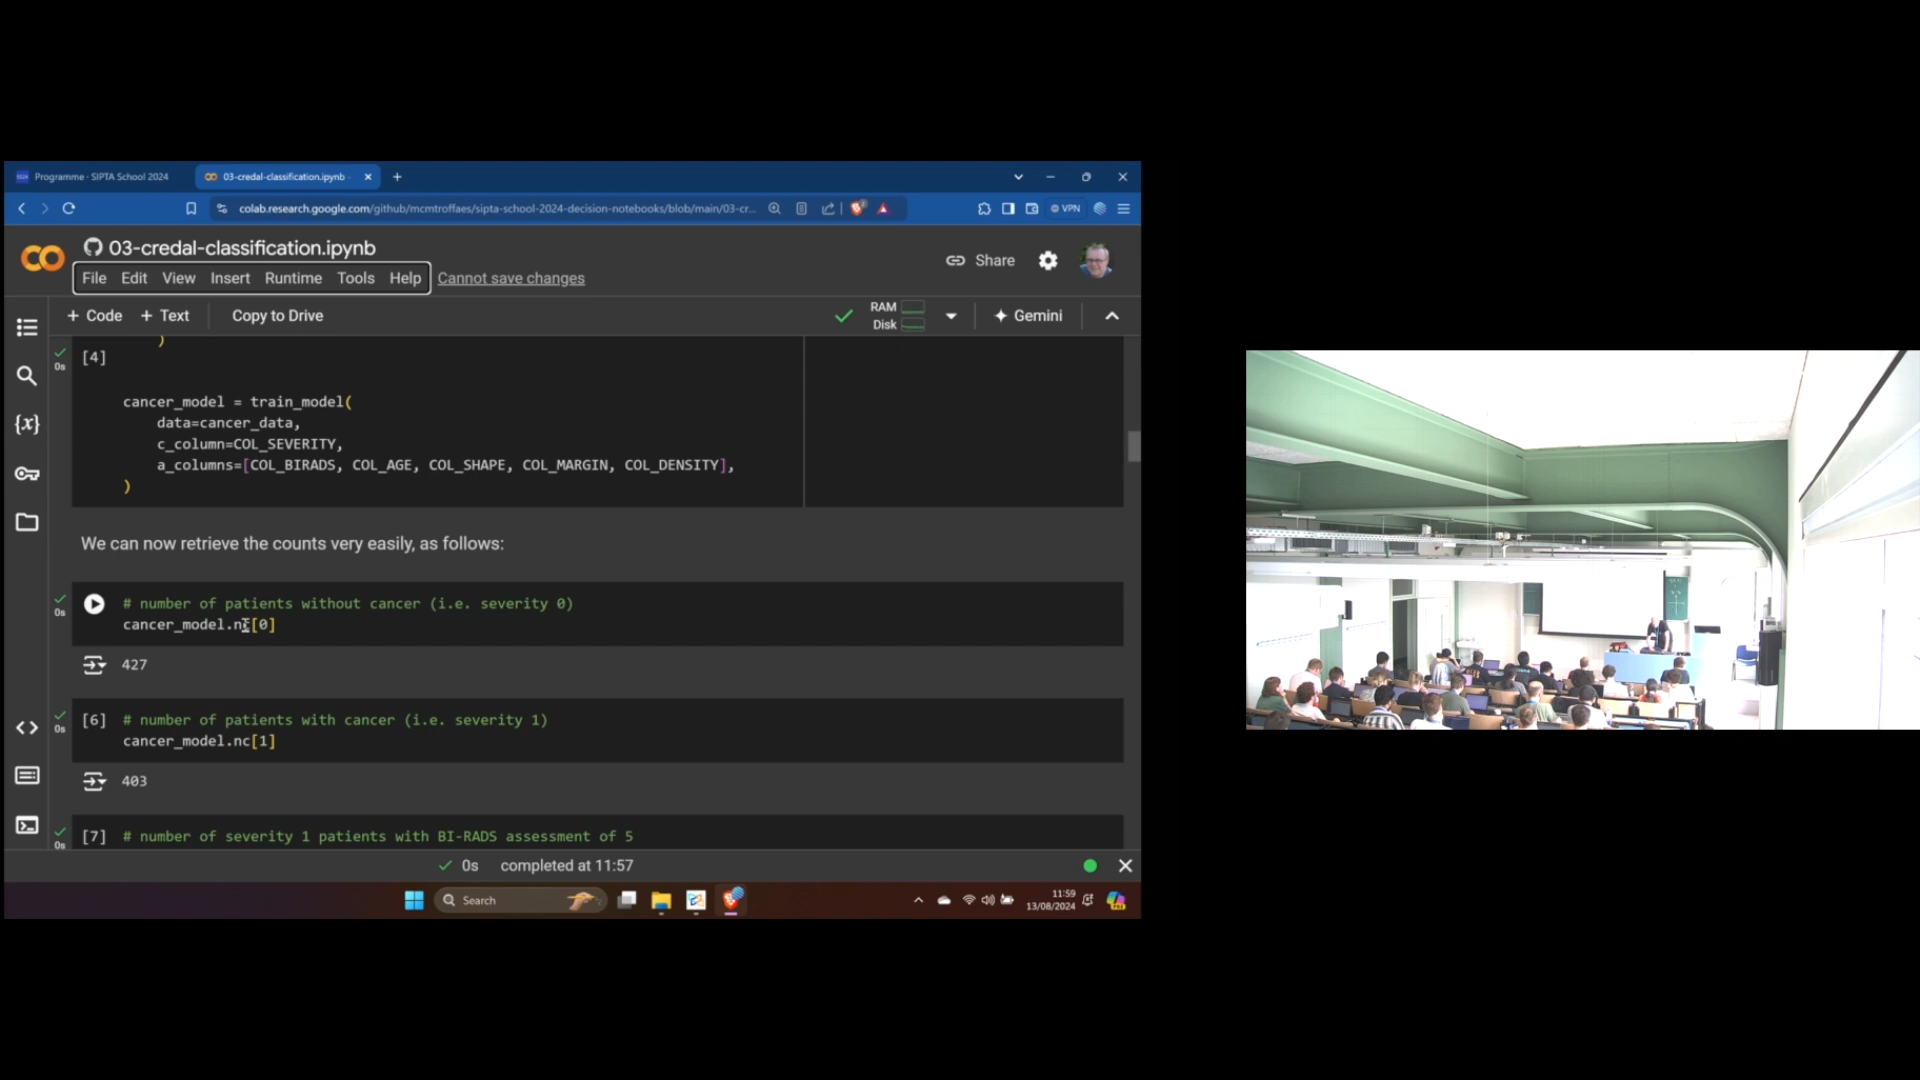 Programme - SIPTA School 2024
03-credal-classification.ipynb
colab.research.google.com/github/mcmtroffaes/sipta-school-2024-decision-notebooks/blob/main/03-cr...
VPN
03-credal-classification.ipynb
File Edit View Insert Runtime Tools Help Cannot save changes
Share
+ Code + Text Copy to Drive
RAM
Disk
Gemini
)
0s
[4]
cancer_model = train_model(
data=cancer_data,
c_column=COL_SEVERITY,
a_columns=[COL_BIRADS, COL_AGE, COL_SHAPE, COL_MARGIN, COL_DENSITY],
)
We can now retrieve the counts very easily, as follows:
0s
# number of patients without cancer (i.e. severity 0)
cancer_model.nc[0]
427
0s
[6] # number of patients with cancer (i.e. severity 1)
cancer_model.nc[1]
403
0s
[7] # number of severity 1 patients with BI-RADS assessment of 5
0s completed at 11:57
Search
11:59
13/08/2024